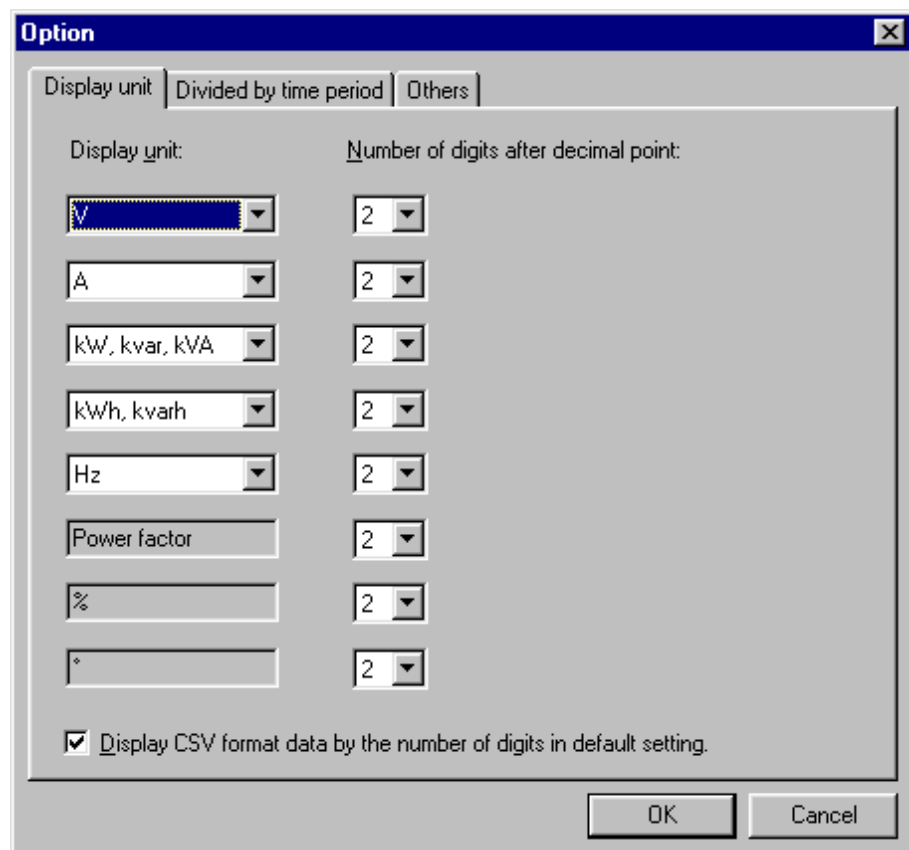 Option
Display unit Divided by time period Others
Display unit: Number of digits after decimal point:
V 2
A 2
kW, kvar, kVA 2
kWh, kvarh 2
Hz 2
Power factor 2
% 2
° 2
Display CSV format data by the number of digits in default setting.
OK Cancel